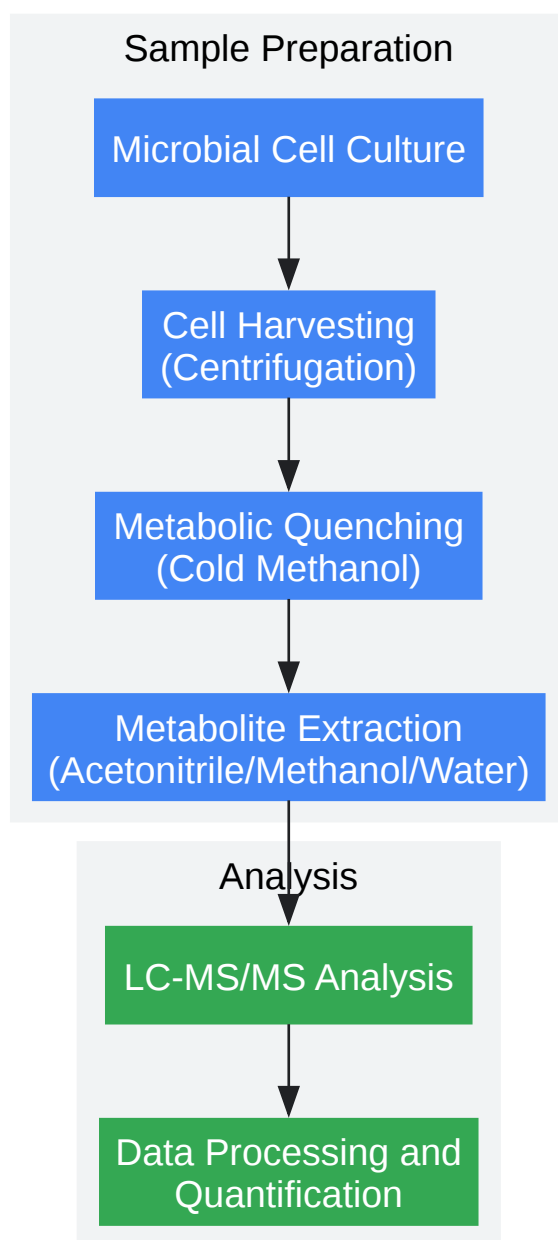 Sample Preparation
Microbial Cell Culture
Cell Harvesting
(Centrifugation)
Metabolic Quenching
(Cold Methanol)
Metabolite Extraction
(Acetonitrile/Methanol/Water)
Analysis
LC-MS/MS Analysis
Data Processing and
Quantification